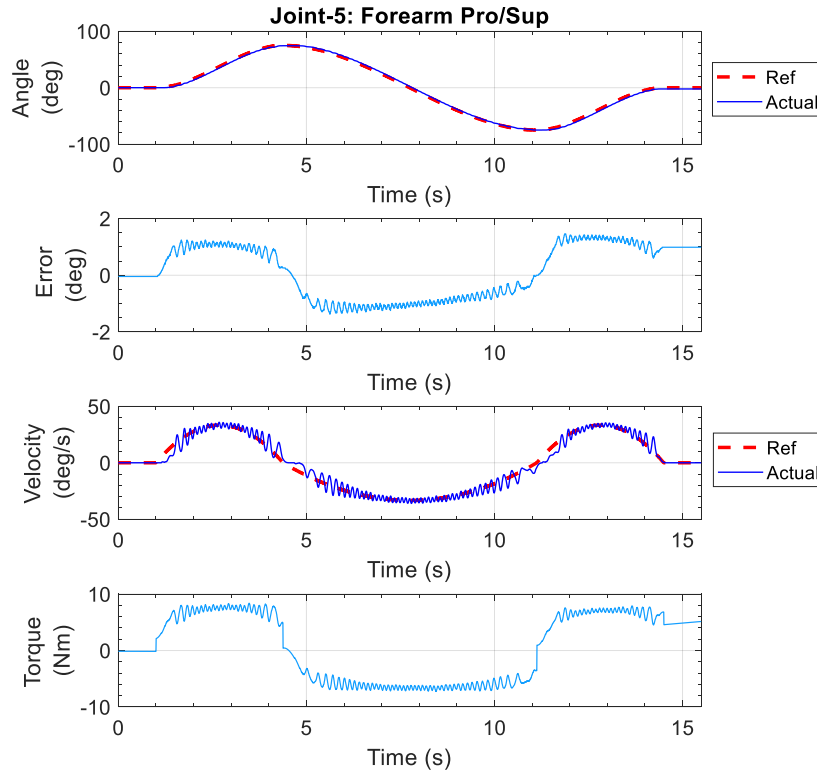 Joint-5: Forearm Pro/Sup
100
0
-100
Angle
(deg)
0 5 10 15
Time (s)
Ref
Actual
2
0
-2
Error
(deg)
0 5 10 15
Time (s)
50
0
-50
Velocity
(deg/s)
0 5 10 15
Time (s)
Ref
Actual
10
0
-10
Torque
(Nm)
0 5 10 15
Time (s)